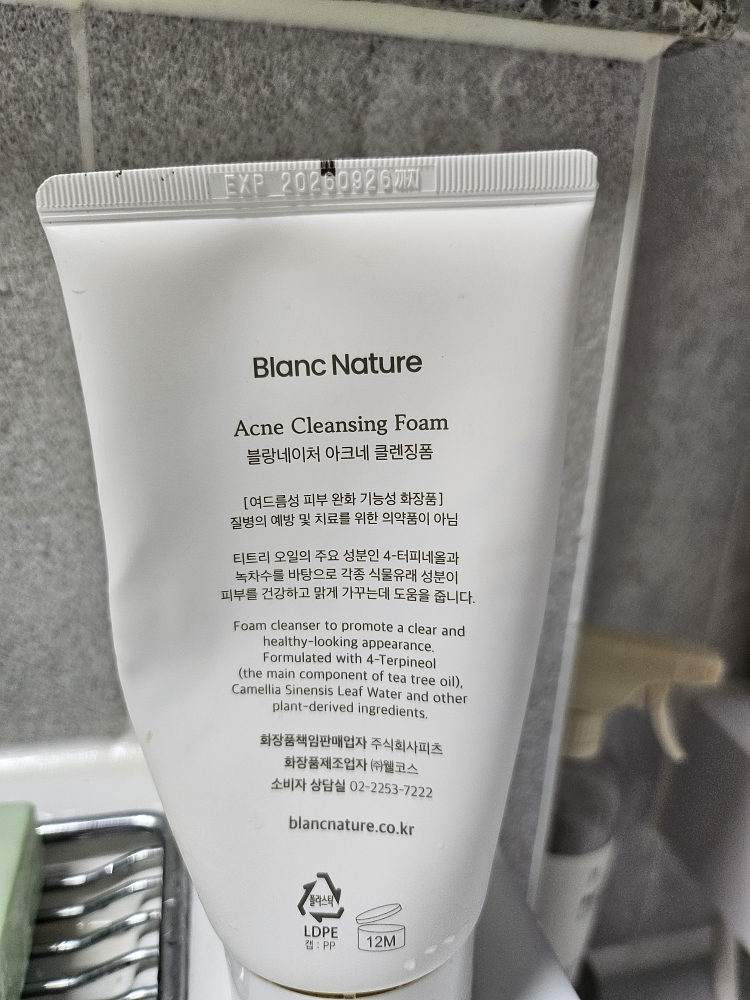 EXP 20260926까지
Blanc Nature
Acne Cleansing Foam
블랑네이처 아크네 클렌징폼
[여드름성 피부 완화 기능성 화장품]
질병의 예방 및 치료를 위한 의약품이 아님
티트리 오일의 주요 성분인 4-터피네올과
녹차수를 바탕으로 각종 식물유래 성분이
피부를 건강하고 맑게 가꾸는데 도움을 줍니다.
Foam cleanser to promote a clear and
healthy-looking appearance.
Formulated with 4-Terpineol
(the main component of tea tree oil),
Camellia Sinensis Leaf Water and other
plant-derived ingredients.
화장품책임판매업자 주식회사피츠
화장품제조업자 ㈜웰코스
소비자 상담실 02-2253-7222
blancnature.co.kr
플라스틱
LDPE
캡 : PP
12M